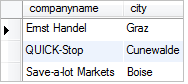 companyname city
Ernst Handel Graz
QUICK-Stop Cunewalde
Save-a-lot Markets Boise